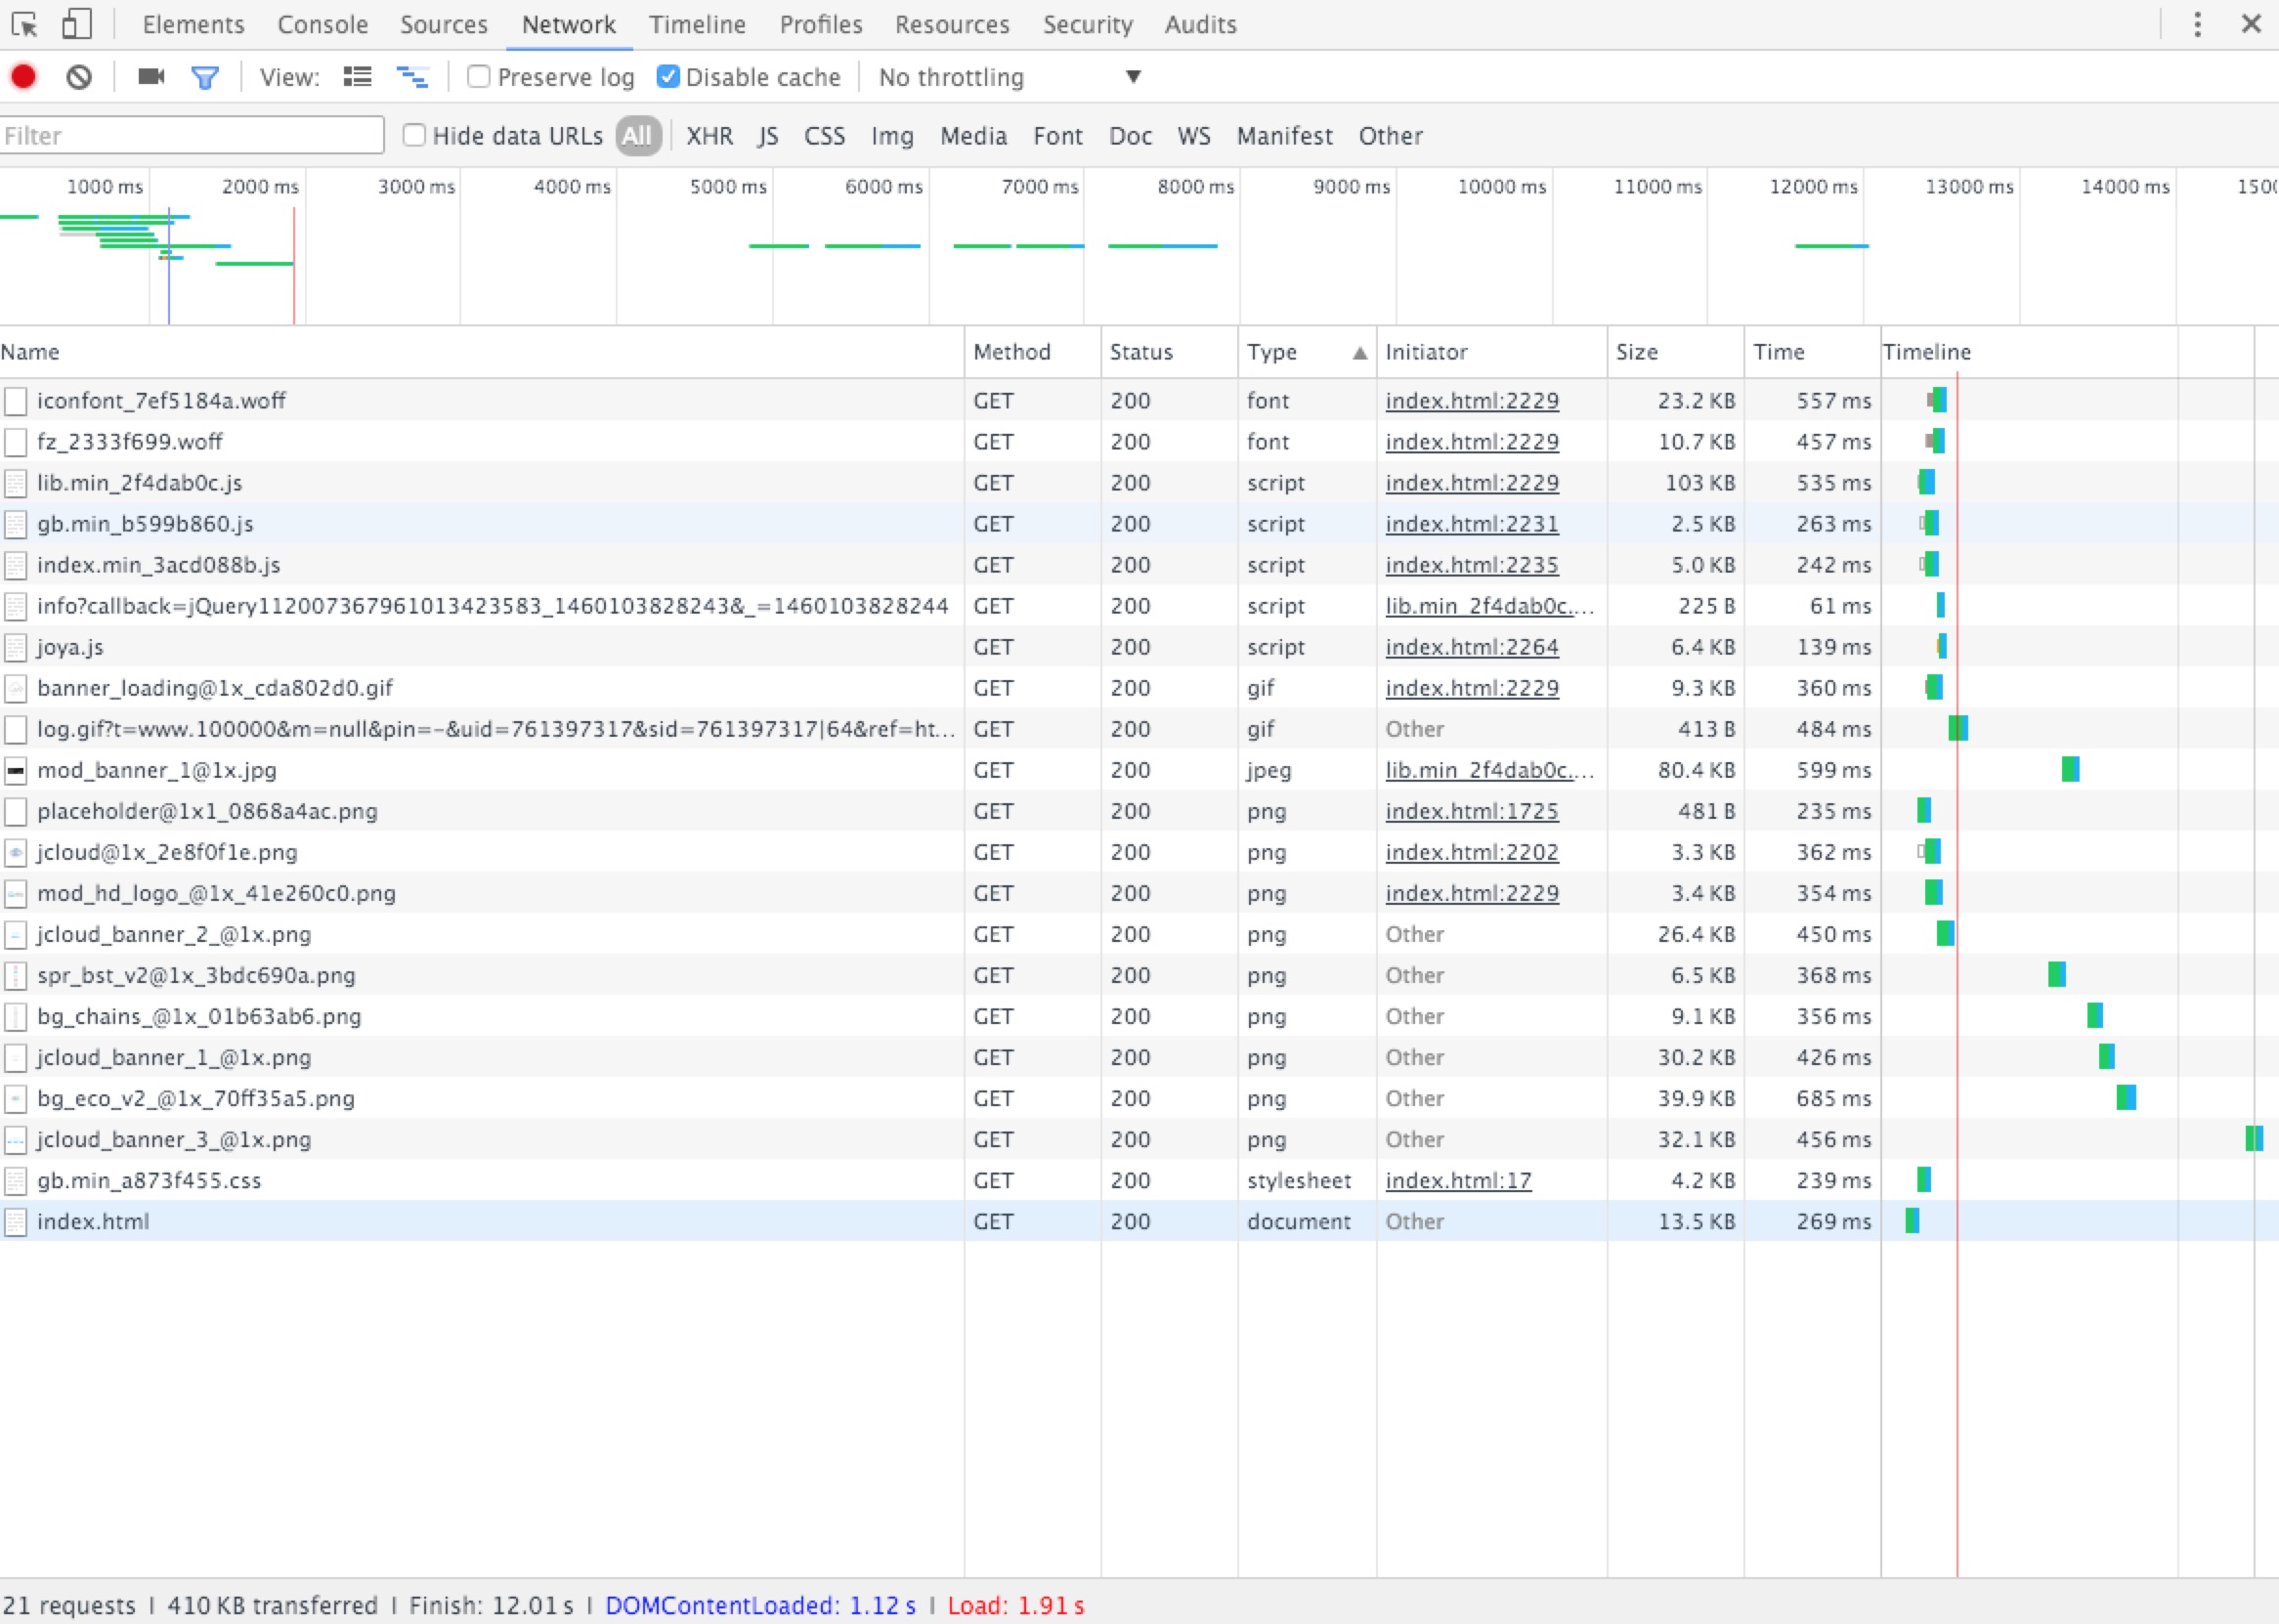 Elements Console Sources Network Timeline Profiles Resources Security Audits
View: Preserve log Disable cache No throttling
Filter Hide data URLs All XHR JS CSS Img Media Font Doc WS Manifest Other
1000 ms 2000 ms 3000 ms 4000 ms 5000 ms 6000 ms 7000 ms 8000 ms 9000 ms 10000 ms 11000 ms 12000 ms 13000 ms 14000 ms 150
Name Method Status Type Initiator Size Time Timeline
iconfont_7ef5184a.woff GET 200 font index.html:2229 23.2 KB 557 ms
fz_2333f699.woff GET 200 font index.html:2229 10.7 KB 457 ms
lib.min_2f4dab0c.js GET 200 script index.html:2229 103 KB 535 ms
gb.min_b599b860.js GET 200 script index.html:2231 2.5 KB 263 ms
index.min_3acd088b.js GET 200 script index.html:2235 5.0 KB 242 ms
info?callback=jQuery112007367961013423583_1460103828243&_=1460103828244 GET 200 script lib.min_2f4dab0c.... 225 B 61 ms
joya.js GET 200 script index.html:2264 6.4 KB 139 ms
banner_loading@1x_cda802d0.gif GET 200 gif index.html:2229 9.3 KB 360 ms
log.gif?t=www.100000&m=null&pin=-&uid=761397317&sid=761397317|64&ref=ht... GET 200 gif Other 413 B 484 ms
mod_banner_1@1x.jpg GET 200 jpeg lib.min_2f4dab0c.... 80.4 KB 599 ms
placeholder@1x1_0868a4ac.png GET 200 png index.html:1725 481 B 235 ms
jcloud@1x_2e8f0f1e.png GET 200 png index.html:2202 3.3 KB 362 ms
mod_hd_logo_@1x_41e260c0.png GET 200 png index.html:2229 3.4 KB 354 ms
jcloud_banner_2_@1x.png GET 200 png Other 26.4 KB 450 ms
spr_bst_v2@1x_3bdc690a.png GET 200 png Other 6.5 KB 368 ms
bg_chains_@1x_01b63ab6.png GET 200 png Other 9.1 KB 356 ms
jcloud_banner_1_@1x.png GET 200 png Other 30.2 KB 426 ms
bg_eco_v2_@1x_70ff35a5.png GET 200 png Other 39.9 KB 685 ms
jcloud_banner_3_@1x.png GET 200 png Other 32.1 KB 456 ms
gb.min_a873f455.css GET 200 stylesheet index.html:17 4.2 KB 239 ms
index.html GET 200 document Other 13.5 KB 269 ms
21 requests | 410 KB transferred | Finish: 12.01 s | DOMContentLoaded: 1.12 s | Load: 1.91 s